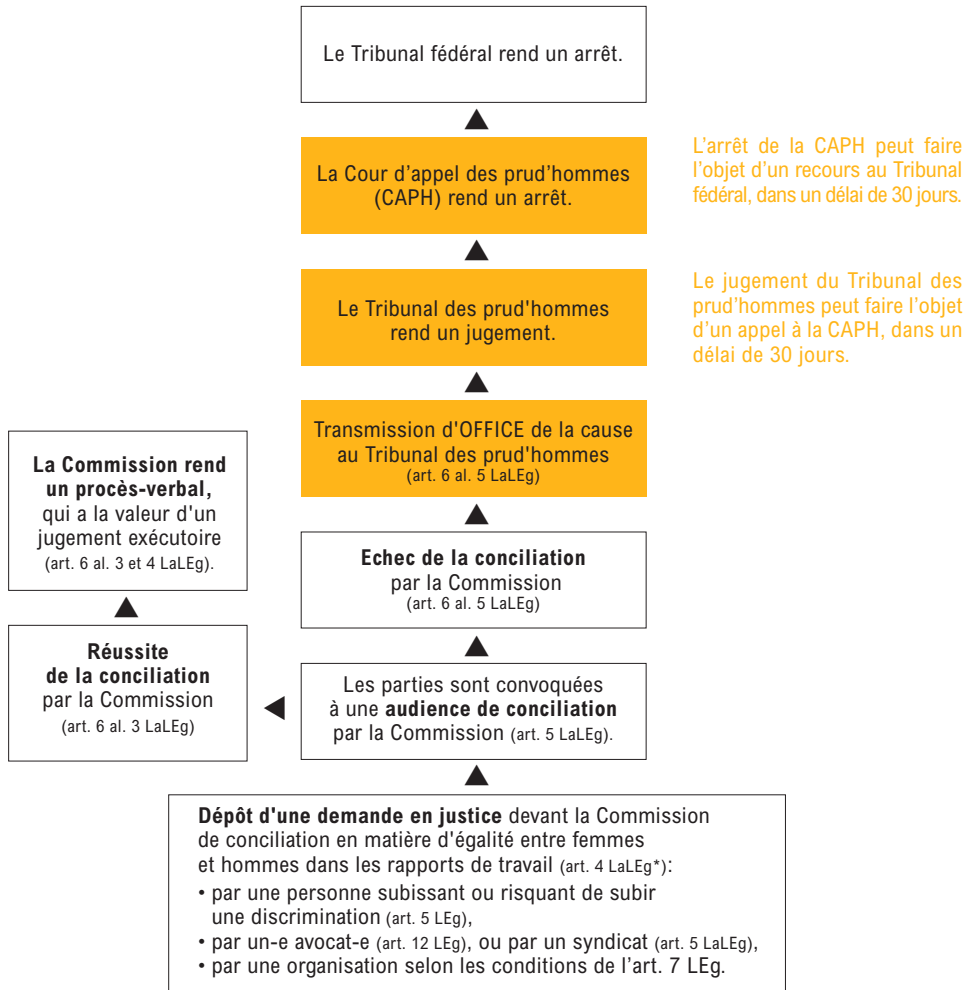 Le Tribunal fédéral rend un arrêt.
La Cour d'appel des prud'hommes
(CAPH) rend un arrêt.
L'arrêt de la CAPH peut faire
l'objet d'un recours au Tribunal
fédéral, dans un délai de 30 jours.
Le Tribunal des prud'hommes
rend un jugement.
Le jugement du Tribunal des
prud'hommes peut faire l'objet
d'un appel à la CAPH, dans un
délai de 30 jours.
Transmission d'OFFICE de la cause
au Tribunal des prud'hommes
(art. 6 al. 5 LaLEg)
La Commission rend
un procès-verbal,
qui a la valeur d'un
jugement exécutoire
(art. 6 al. 3 et 4 LaLEg).
Echec de la conciliation
par la Commission
(art. 6 al. 5 LaLEg)
Réussite
de la conciliation
par la Commission
(art. 6 al. 3 LaLEg)
Les parties sont convoquées
à une audience de conciliation
par la Commission (art. 5 LaLEg).
Dépôt d'une demande en justice devant la Commission
de conciliation en matière d'égalité entre femmes
et hommes dans les rapports de travail (art. 4 LaLEg*):
• par une personne subissant ou risquant de subir
une discrimination (art. 5 LEg),
• par un-e avocat-e (art. 12 LEg), ou par un syndicat (art. 5 LaLEg),
• par une organisation selon les conditions de l'art. 7 LEg.